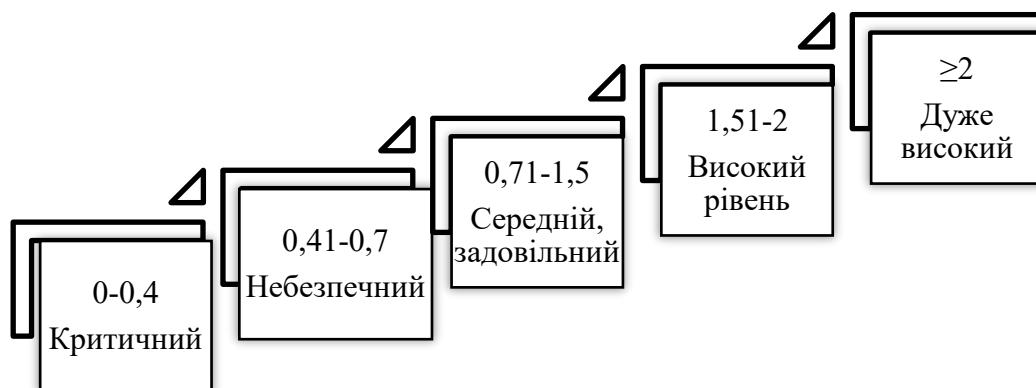 0-0,4
Критичний
0,41-0,7
Небезпечний
0,71-1,5
Середній,
задовільний
1,51-2
Високий
рівень
≥2
Дуже
високий